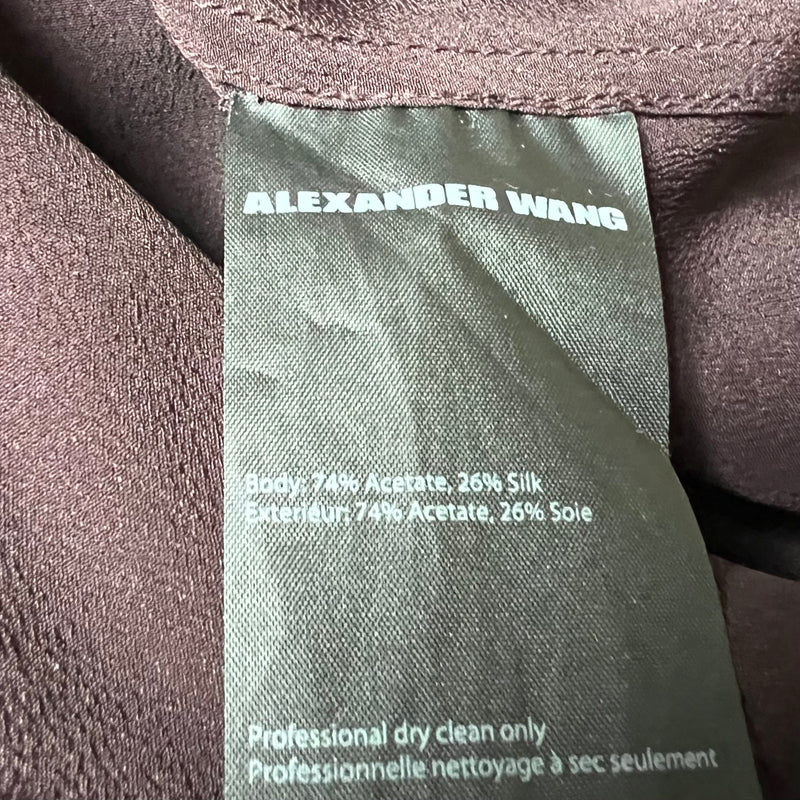 ALEXANDER WANG
Body: 74% Acetate, 26% Silk
Exterieur: 74% Acetate, 26% Soie
Professional dry clean only
Professionnelle nettoyage à sec seulement